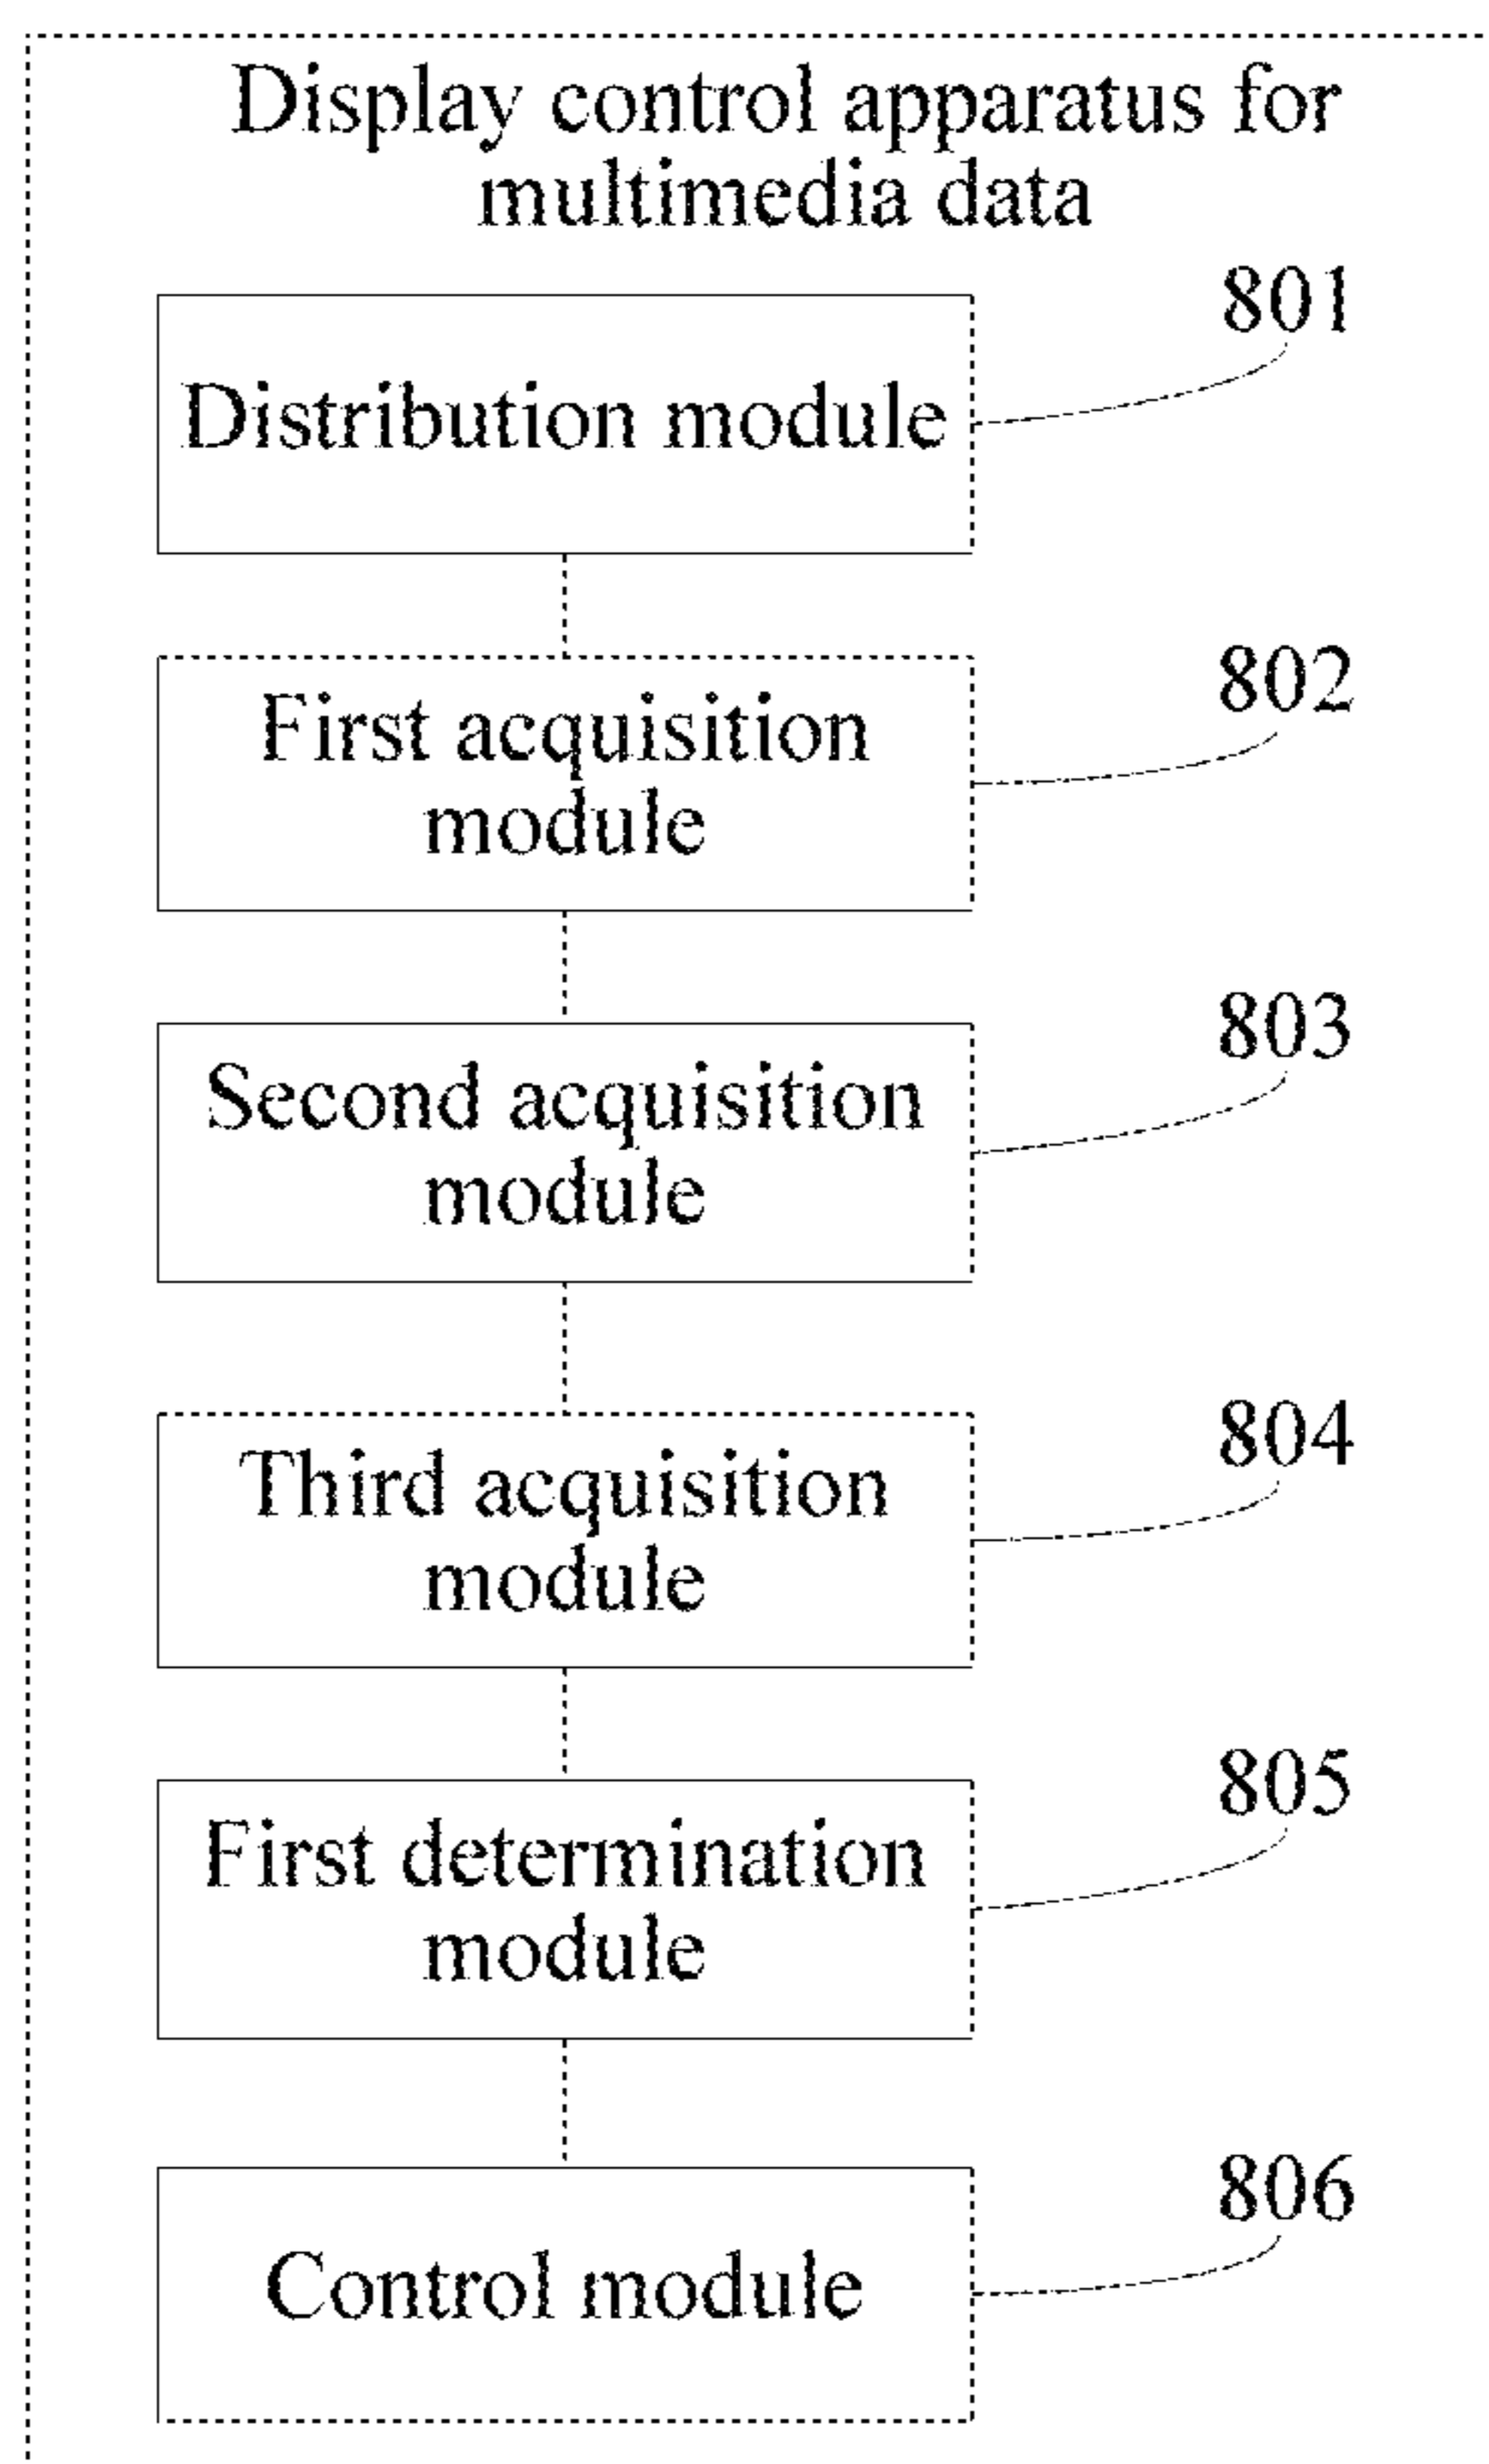 Display control apparatus for
multimedia data
801
Distribution module
802
First acquisition
module
803
Second acquisition
module
804
Third acquisition
module
805
First determination
module
806
Control module